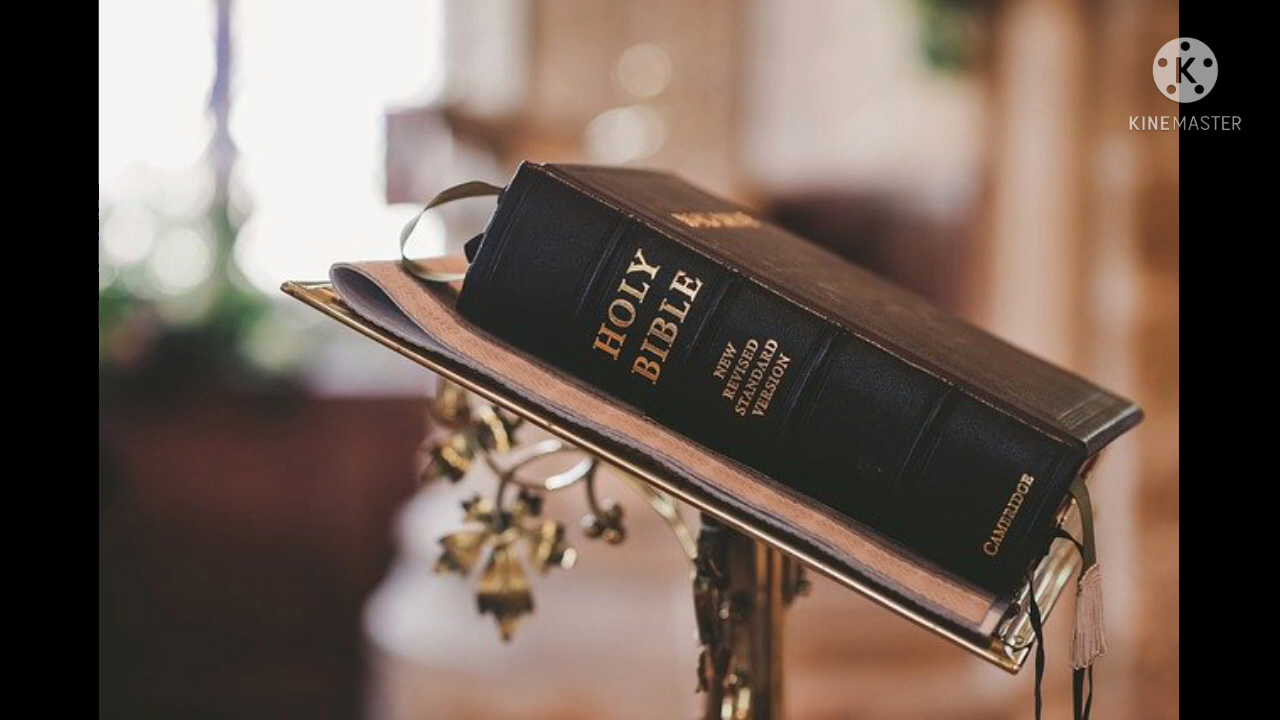 HOLY
BIBLE
NEW
REVISED
STANDARD
VERSION
CAMBRIDGE
K
KINEMASTER